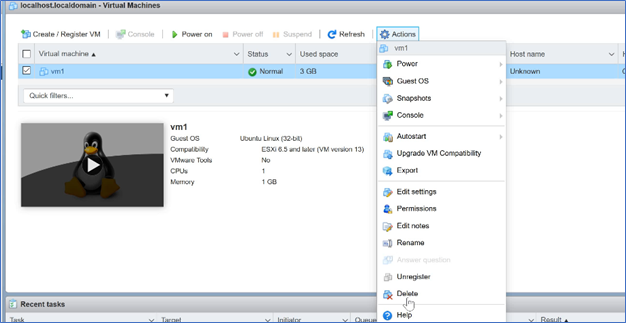 localhost.localdomain - Virtual Machines
Create / Register VM | Console | Power on Power off Suspend | Refresh | Actions
Virtual machine ▲ Status Used space Host name
vm1 Normal 3 GB Unknown
Quick filters...
vm1
Guest OS Ubuntu Linux (32-bit)
Compatibility ESXi 6.5 and later (VM version 13)
VMware Tools No
CPUs 1
Memory 1 GB
vm1
Power
Guest OS
Snapshots
Console
Autostart
Upgrade VM Compatibility
Export
Edit settings
Permissions
Edit notes
Rename
Answer question
Unregister
Delete
Help
Recent tasks
Task Target Initiator Result ▲